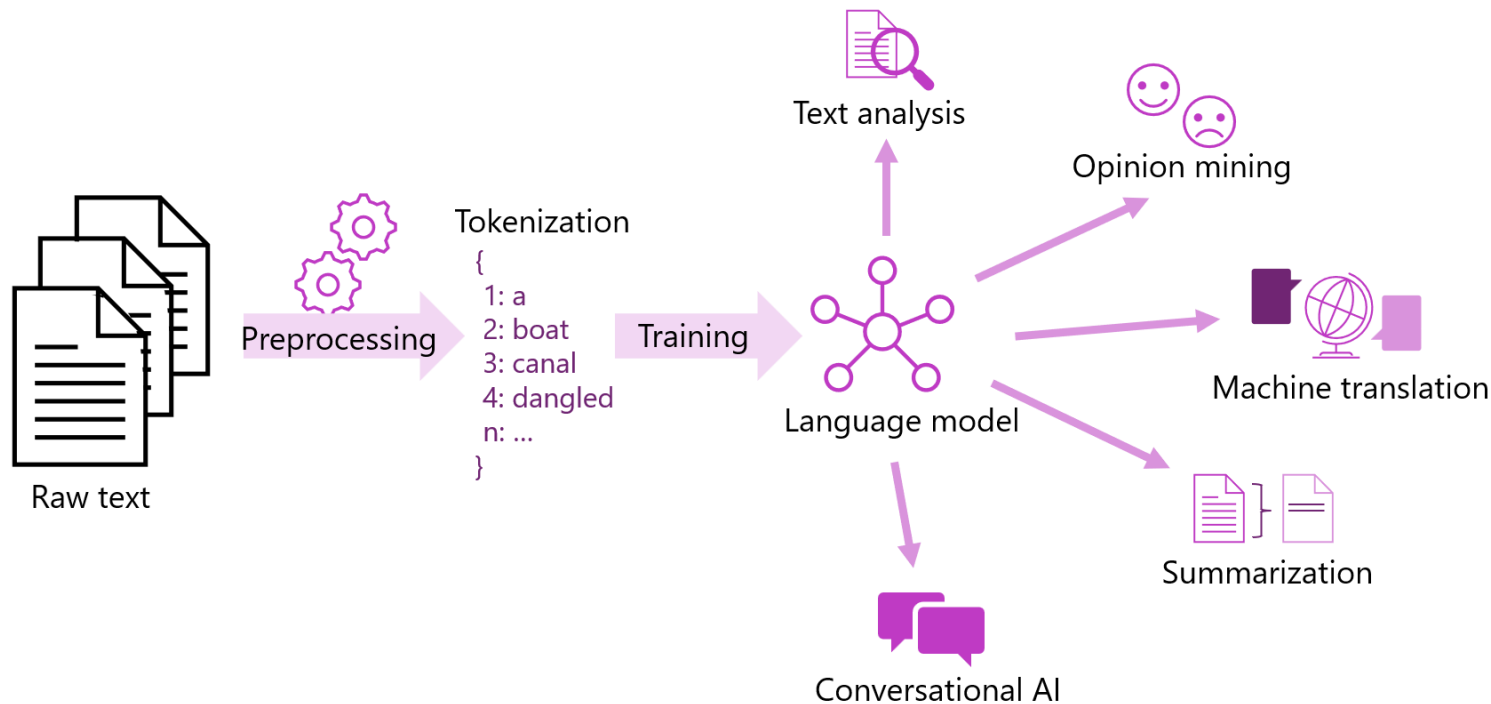 Raw text
Preprocessing
Tokenization
{
1: a
2: boat
3: canal
4: dangled
n: ...
}
Training
Language model
Text analysis
Opinion mining
Machine translation
Summarization
Conversational AI